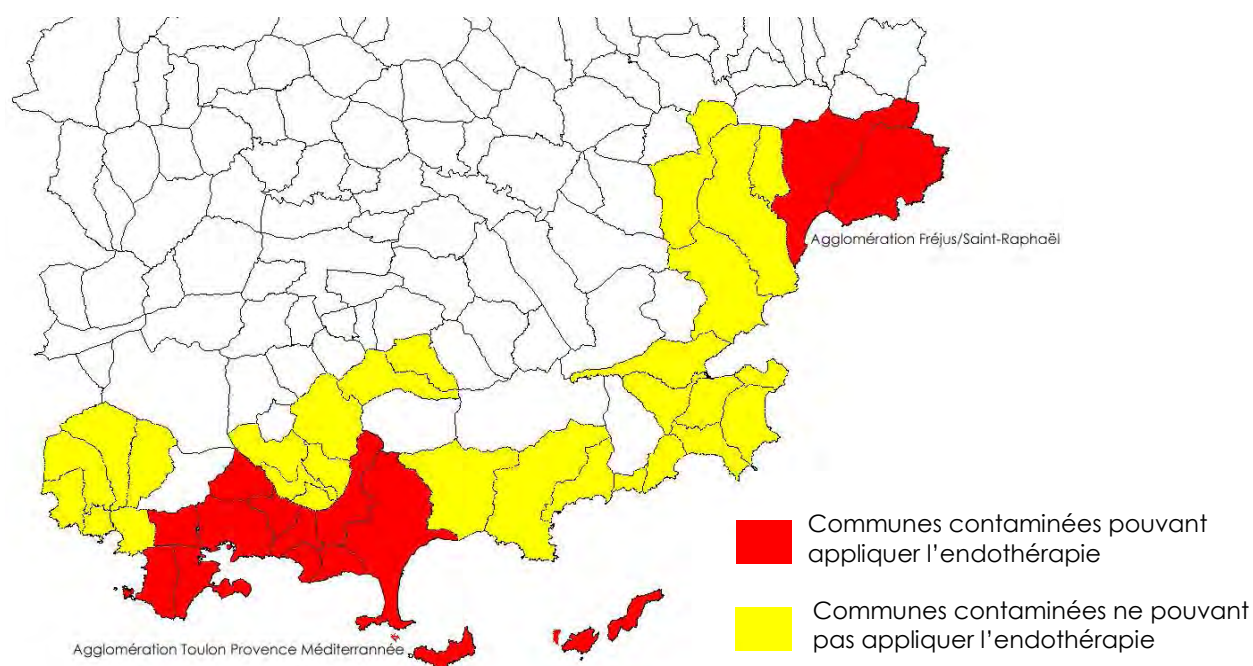 Agglomération Fréjus/Saint-Raphaël
Communes contaminées pouvant
appliquer l’endothérapie
Communes contaminées ne pouvant
pas appliquer l’endothérapie
Agglomération Toulon Provence Méditerrannée